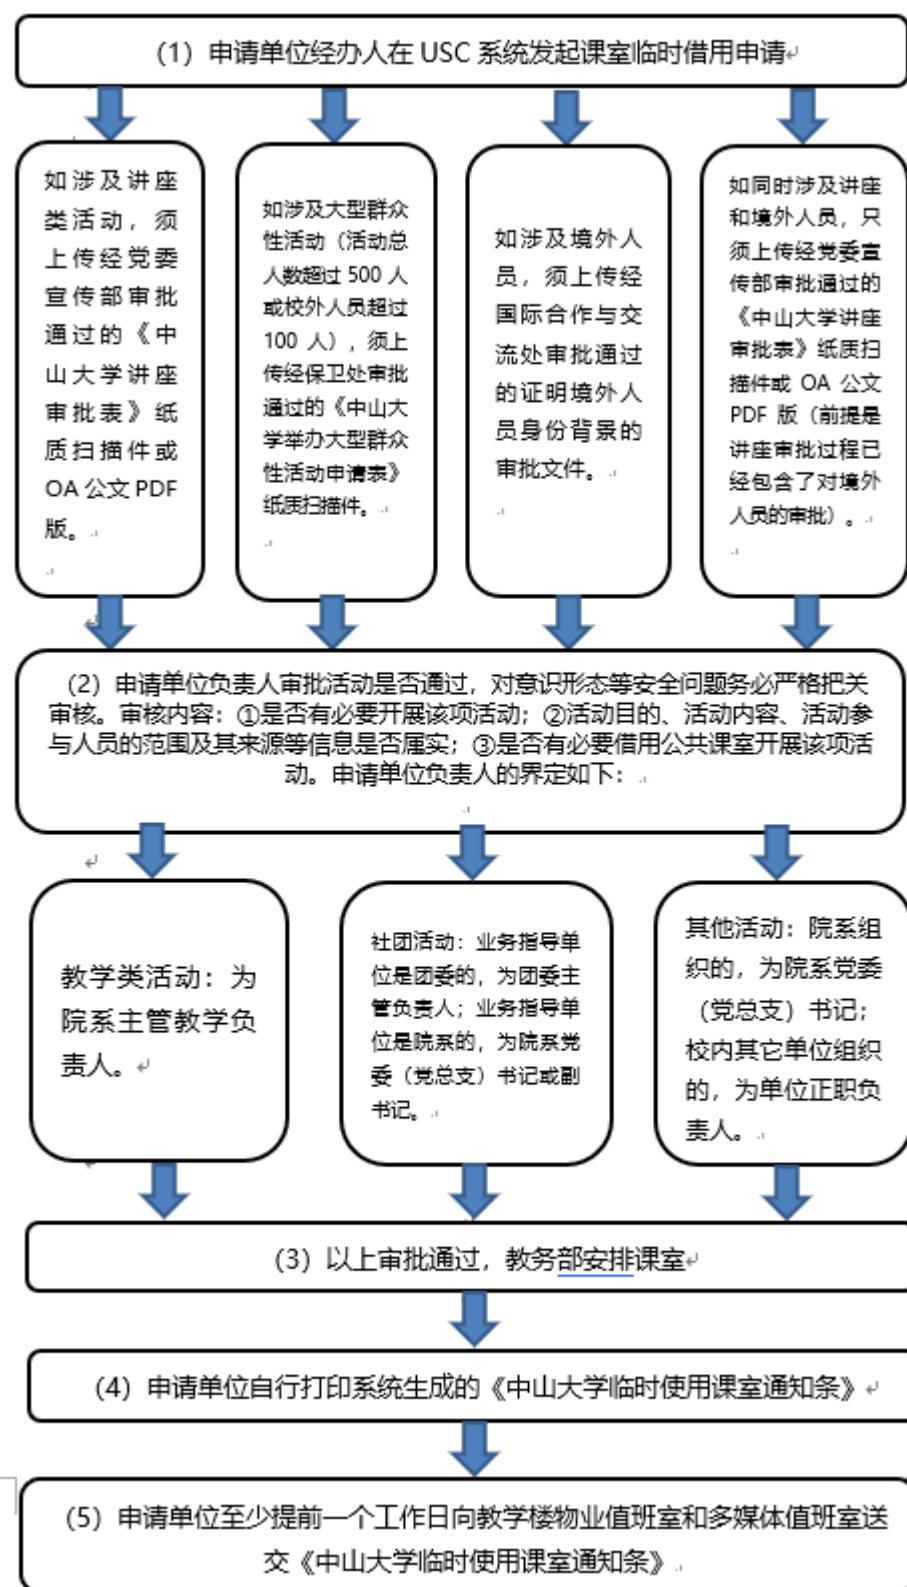 （1）申请单位经办人在 USC 系统发起课室临时借用申请
如涉及讲座
类活动，须
上传经党委
宣传部审批
通过的《中
山大学讲座
审批表》纸
质扫描件或
OA 公文 PDF
版。
如涉及大型群众
性活动（活动总
人数超过 500 人
或校外人员超过
100 人），须上
传经保卫处审批
通过的《中山大
学举办大型群众
性活动申请表》
纸质扫描件。
如涉及境外人
员，须上传经
国际合作与交
流处审批通过
的证明境外人
员身份背景的
审批文件。
如同时涉及讲座
和境外人员，只
须上传经党委宣
传部审批通过的
《中山大学讲座
审批表》纸质扫
描件或 OA 公文
PDF 版（前提是
讲座审批过程已
经包含了对境外
人员的审批）。
（2）申请单位负责人审批活动是否通过，对意识形态等安全问题务必严格把关
审核。审核内容：①是否有必要开展该项活动；②活动目的、活动内容、活动参
与人员的范围及其来源等信息是否属实；③是否有必要借用公共课室开展该项活
动。申请单位负责人的界定如下：
教学类活动：为
院系主管教学负
责人。
社团活动：业务指导单
位是团委的，为团委主
管负责人；业务指导单
位是院系的，为院系党
委（党总支）书记或副
书记。
其他活动：院系组
织的，为院系党委
（党总支）书记；
校内其它单位组织
的，为单位正职负
责人。
（3）以上审批通过，教务部安排课室
（4）申请单位自行打印系统生成的《中山大学临时使用课室通知条》
（5）申请单位至少提前一个工作日向教学楼物业值班室和多媒体值班室送
交《中山大学临时使用课室通知条》.